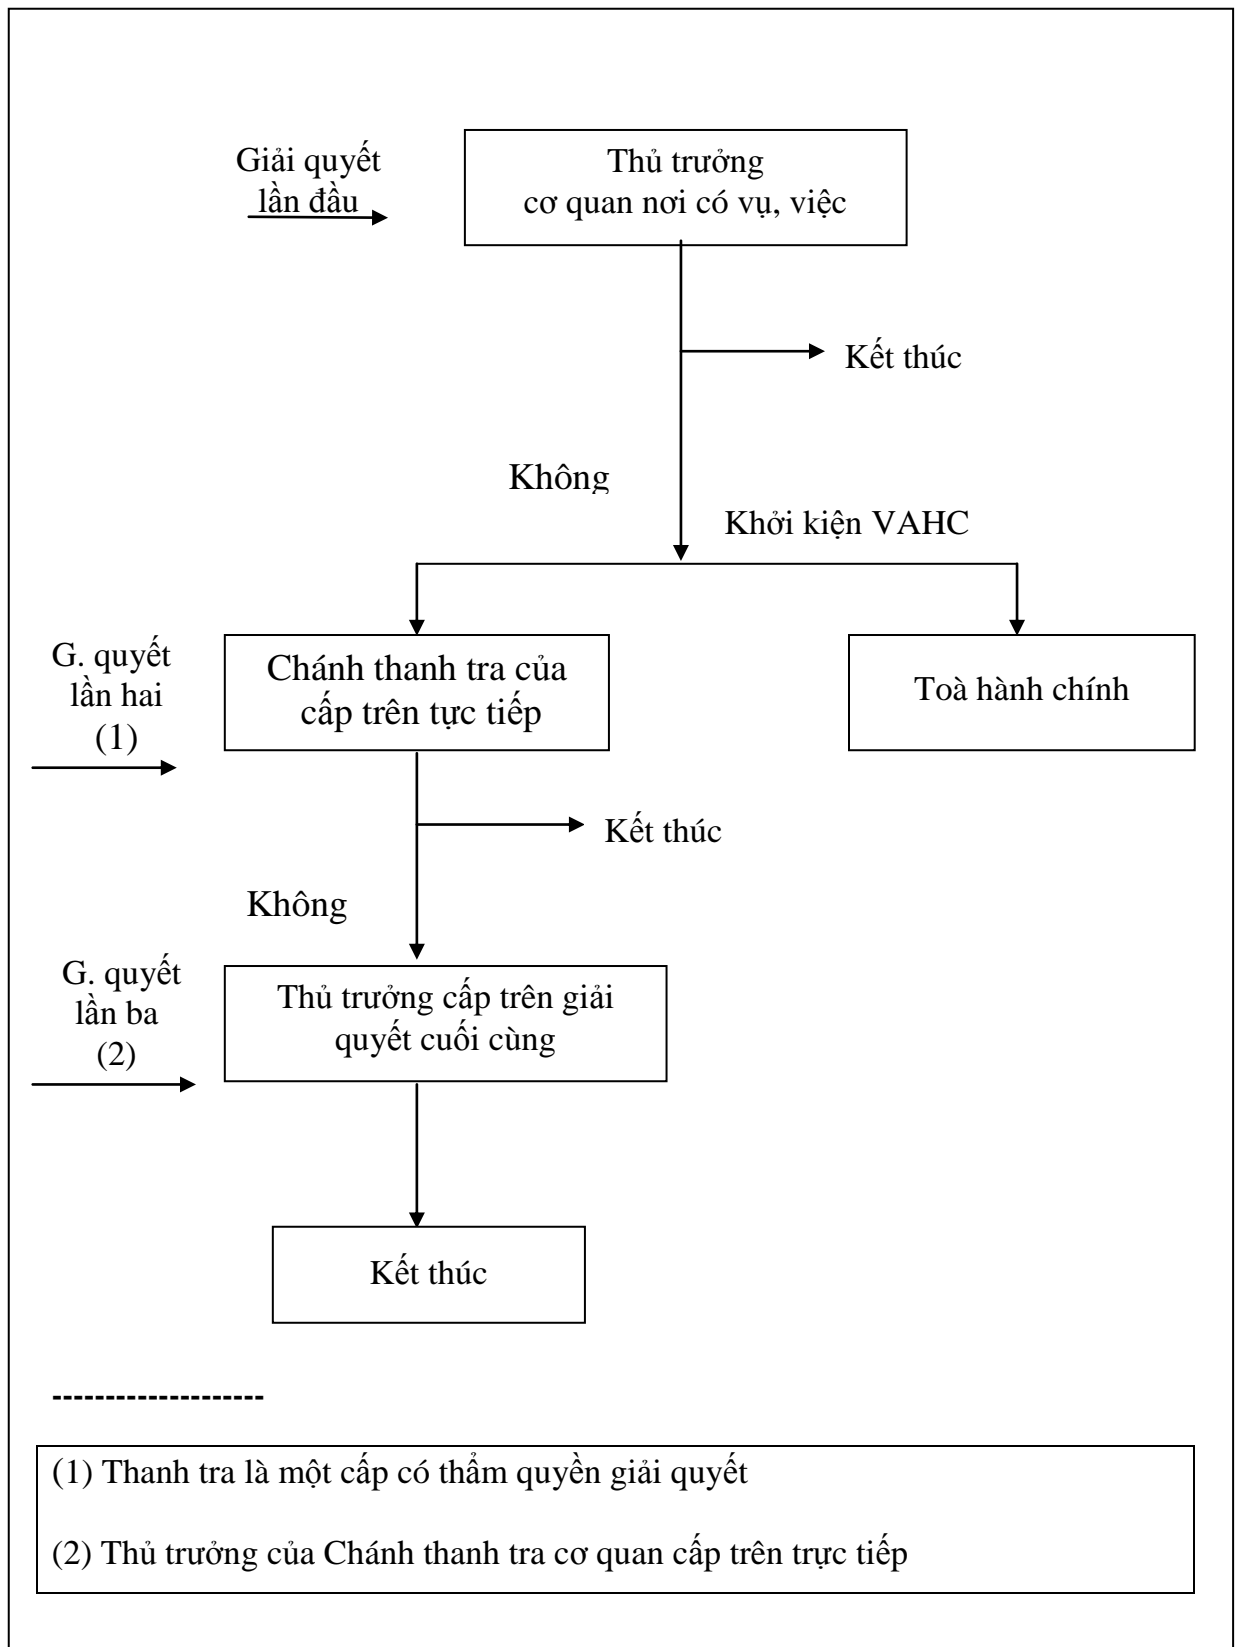 Giải quyết
lần đầu
Thủ trưởng
cơ quan nơi có vụ, việc
Kết thúc
Không
Khởi kiện VAHC
G. quyết
lần hai
(1)
Chánh thanh tra của
cấp trên tực tiếp
Toà hành chính
Kết thúc
Không
G. quyết
lần ba
(2)
Thủ trưởng cấp trên giải
quyết cuối cùng
Kết thúc
--------------------
(1) Thanh tra là một cấp có thẩm quyền giải quyết
(2) Thủ trưởng của Chánh thanh tra cơ quan cấp trên trực tiếp